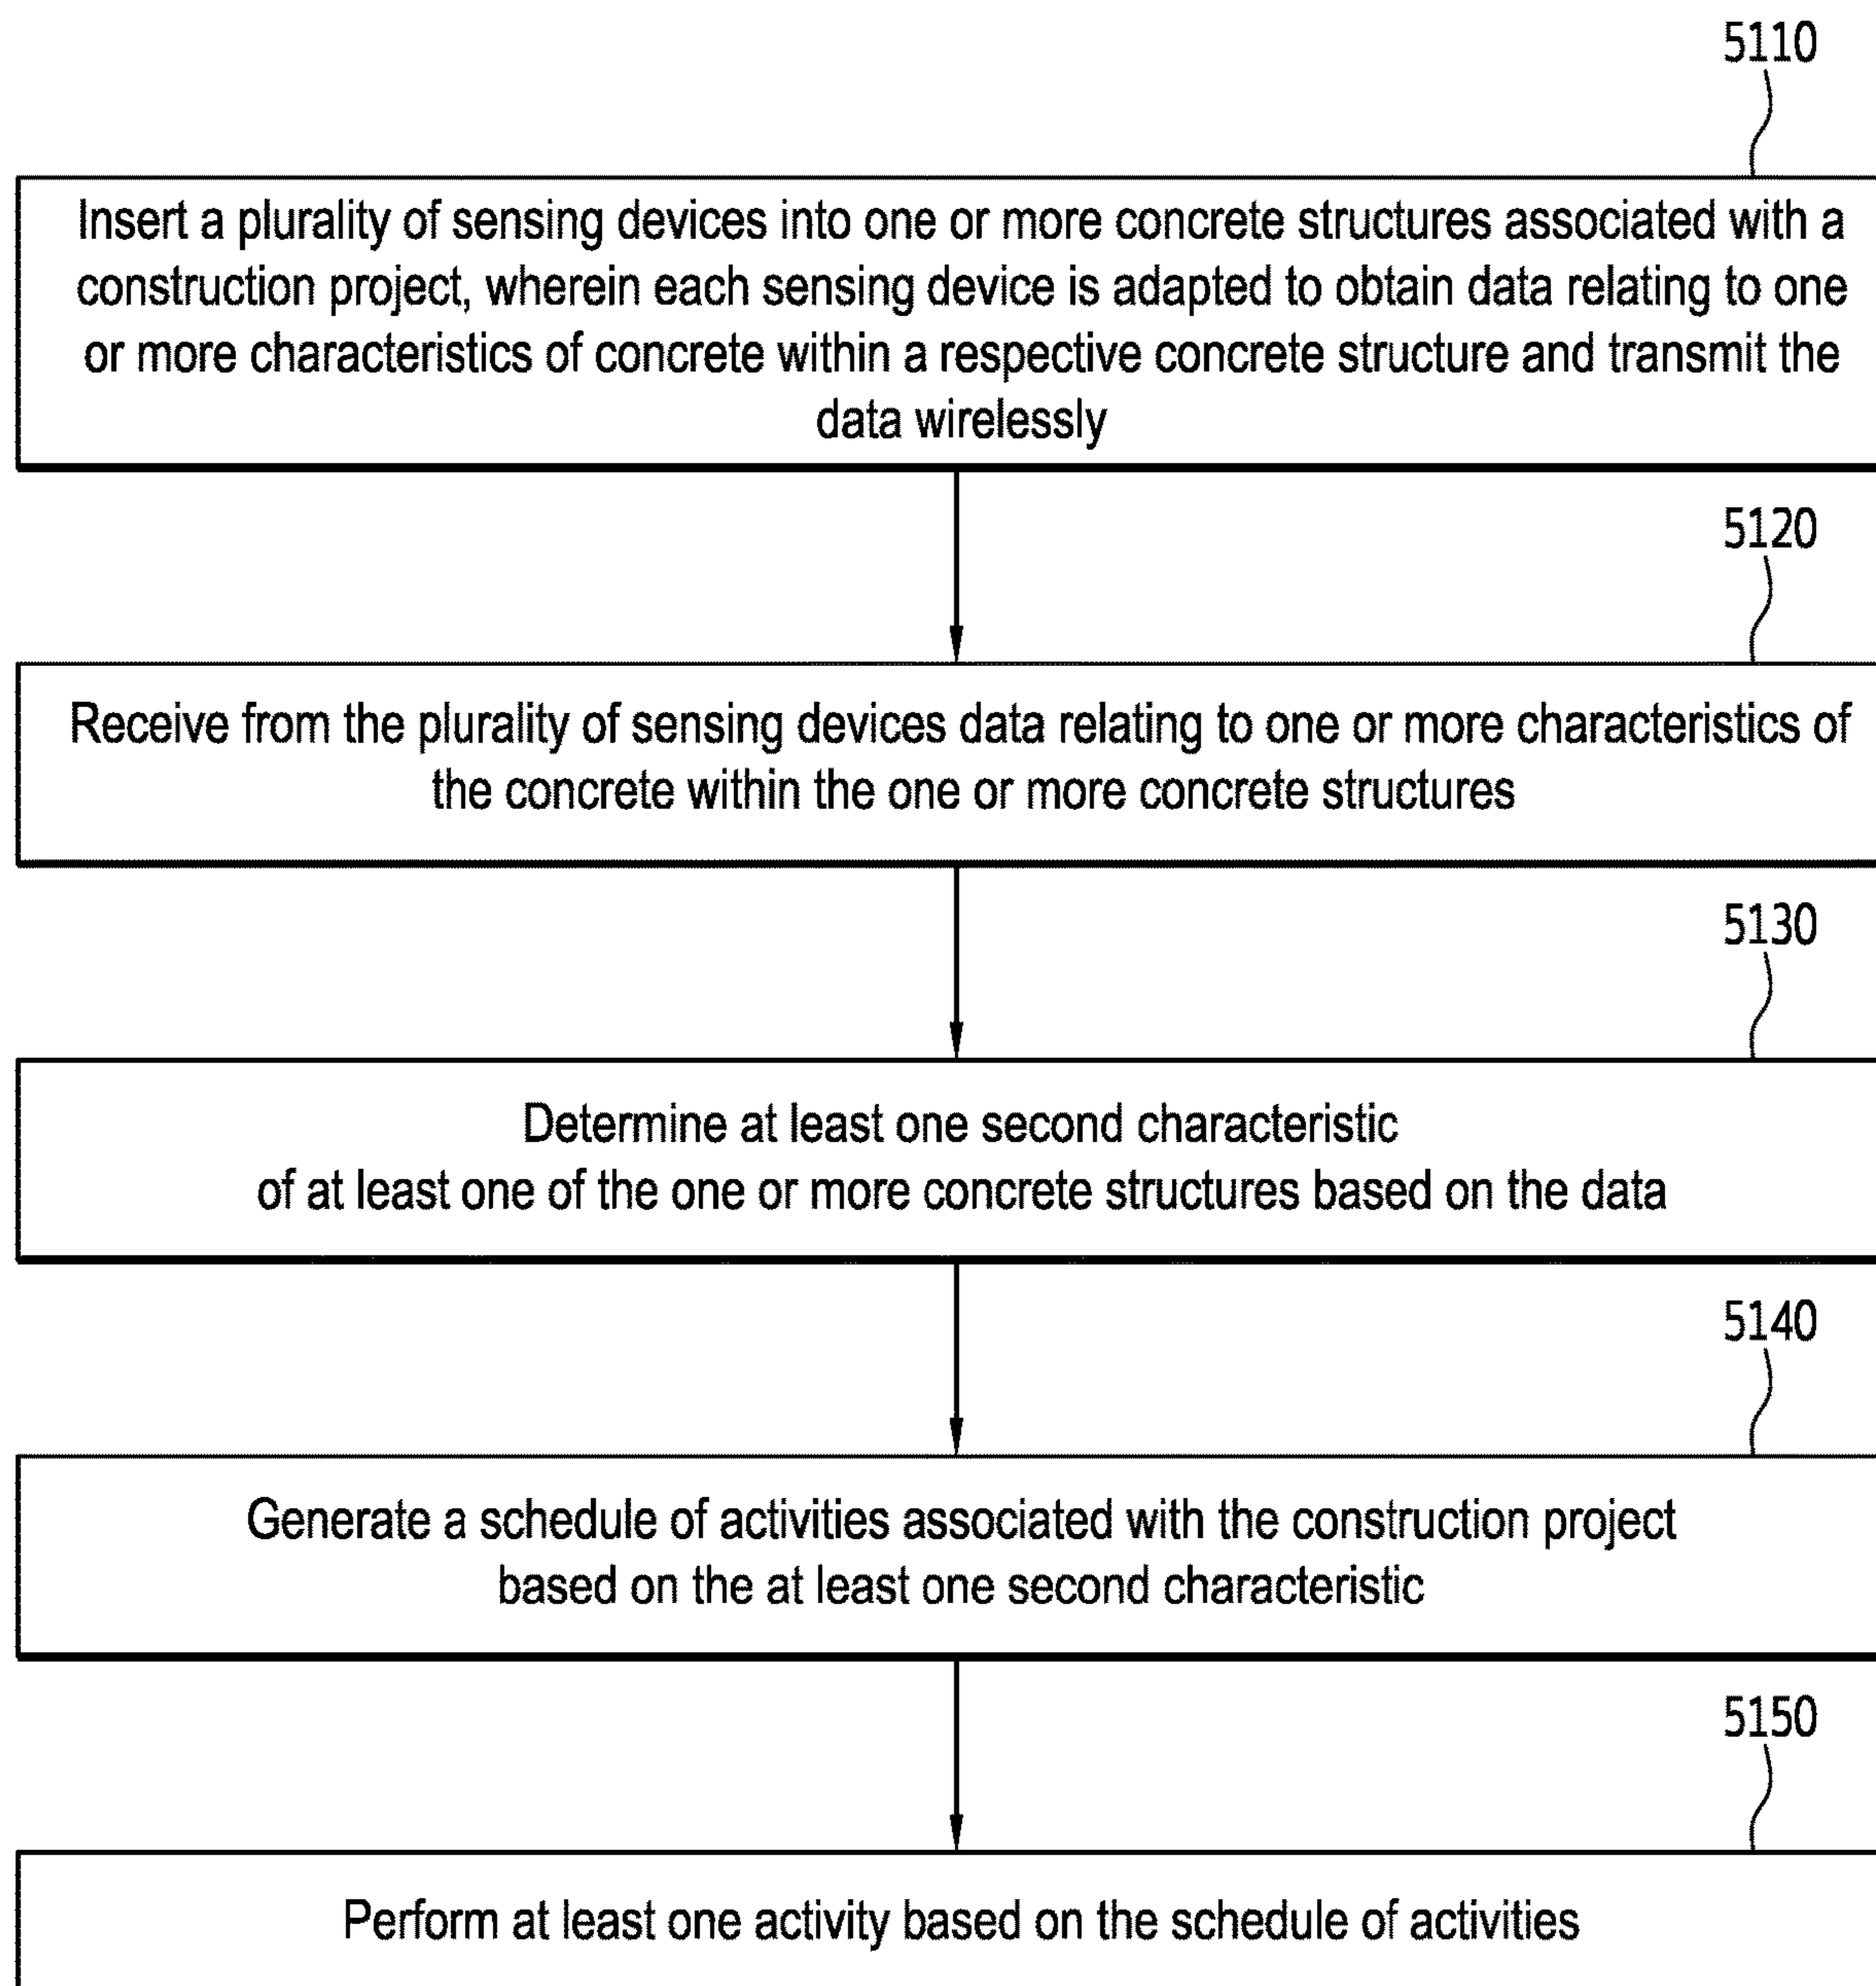 5110
Insert a plurality of sensing devices into one or more concrete structures associated with a
construction project, wherein each sensing device is adapted to obtain data relating to one
or more characteristics of concrete within a respective concrete structure and transmit the
data wirelessly
5120
Receive from the plurality of sensing devices data relating to one or more characteristics of
the concrete within the one or more concrete structures
5130
Determine at least one second characteristic
of at least one of the one or more concrete structures based on the data
5140
Generate a schedule of activities associated with the construction project
based on the at least one second characteristic
5150
Perform at least one activity based on the schedule of activities